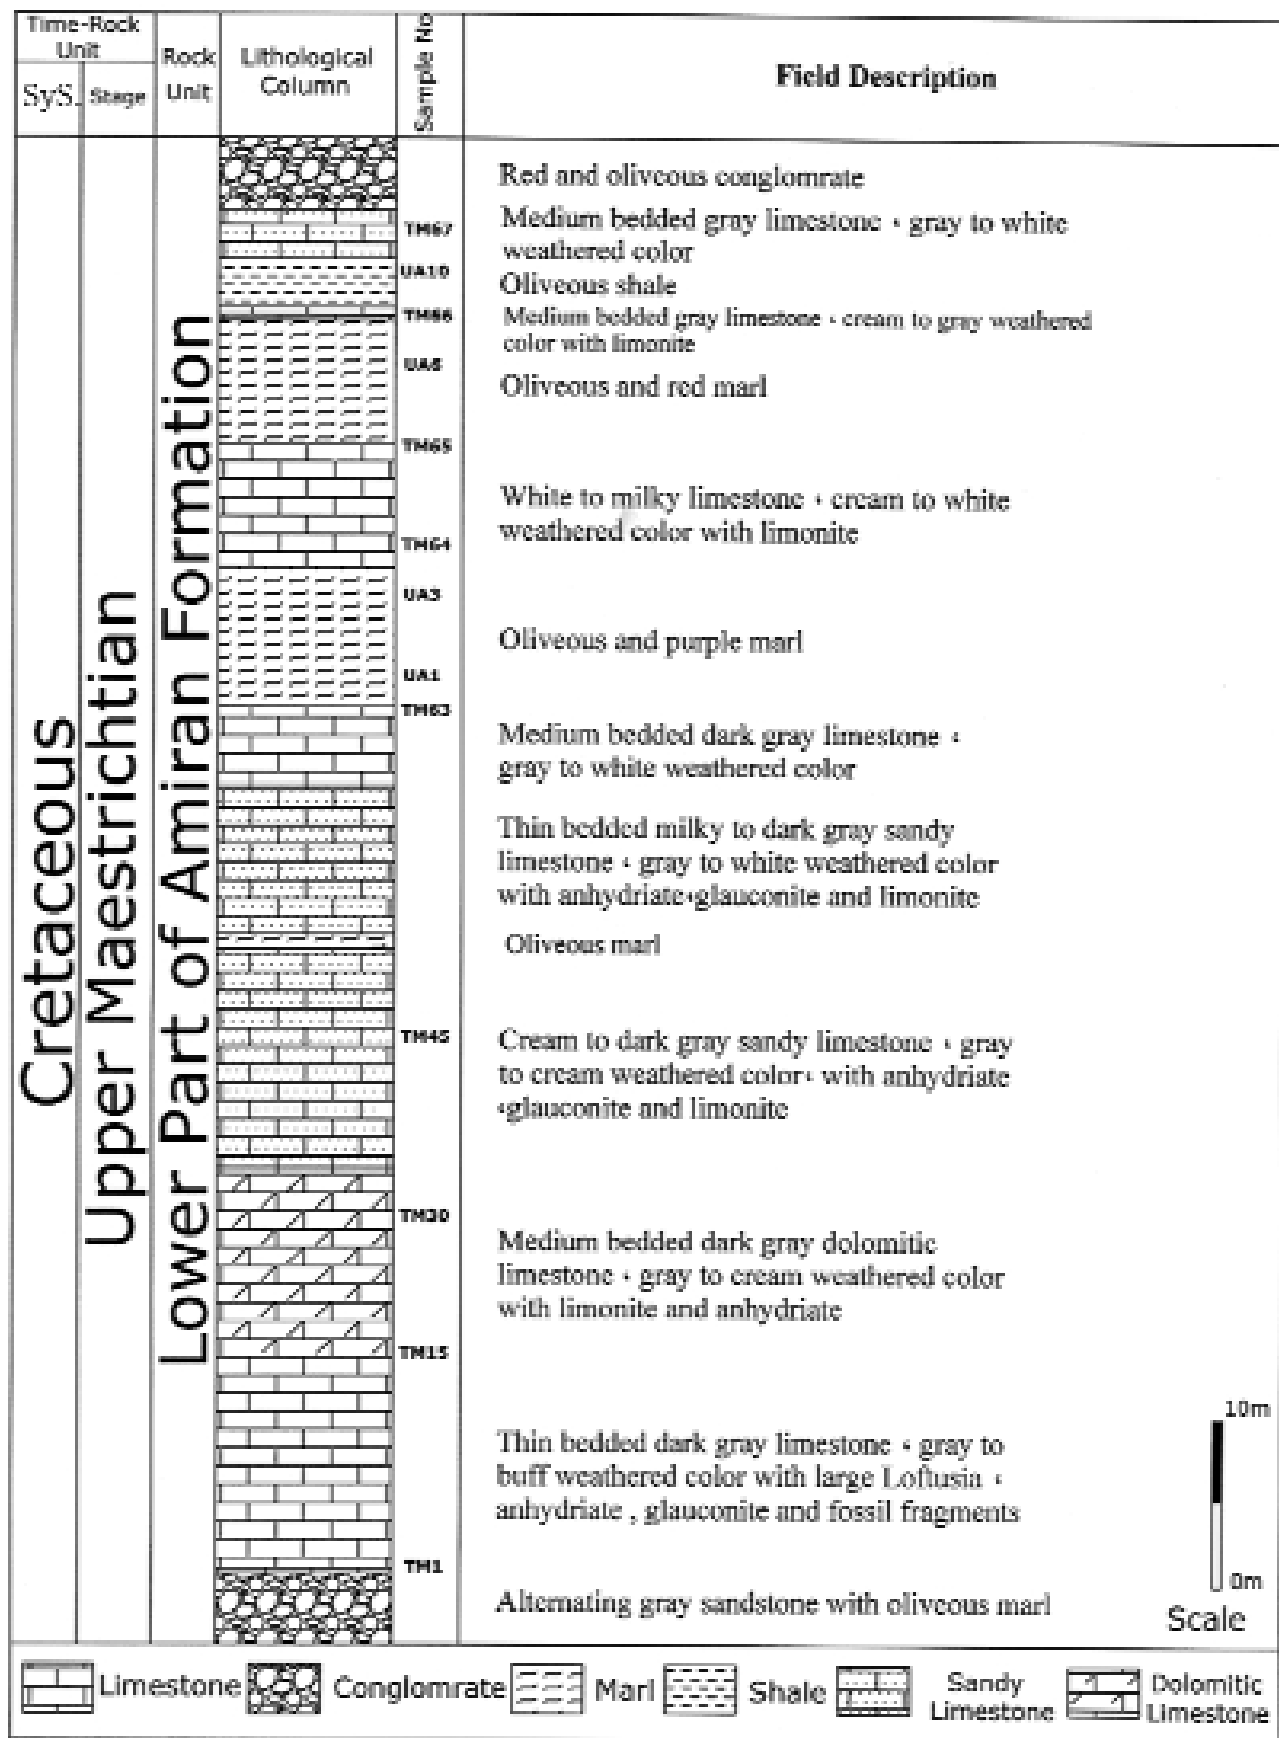 Time-Rock
Unit
SyS.
Stage
Rock
Unit
Lithological
Column
Sample No
Field Description
Cretaceous
Upper Maestrichtian
Lower Part of Amiran Formation
TM67
UA10
TM66
UA6
TM65
TM64
UA3
UA1
TM63
TM45
TM30
TM15
TM1
Red and oliveous conglomrate
Medium bedded gray limestone ، gray to white
weathered color
Oliveous shale
Medium bedded gray limestone ، cream to gray weathered
color with limonite
Oliveous and red marl
White to milky limestone ، cream to white
weathered color with limonite
Oliveous and purple marl
Medium bedded dark gray limestone ،
gray to white weathered color
Thin bedded milky to dark gray sandy
limestone ، gray to white weathered color
with anhydriate،glauconite and limonite
Oliveous marl
Cream to dark gray sandy limestone ، gray
to cream weathered color، with anhydriate
،glauconite and limonite
Medium bedded dark gray dolomitic
limestone ، gray to cream weathered color
with limonite and anhydriate
Thin bedded dark gray limestone ، gray to
buff weathered color with large Loftusia ،
anhydriate , glauconite and fossil fragments
Alternating gray sandstone with oliveous marl
10m
0m
Scale
Limestone
Conglomrate
Marl
Shale
Sandy
Limestone
Dolomitic
Limestone